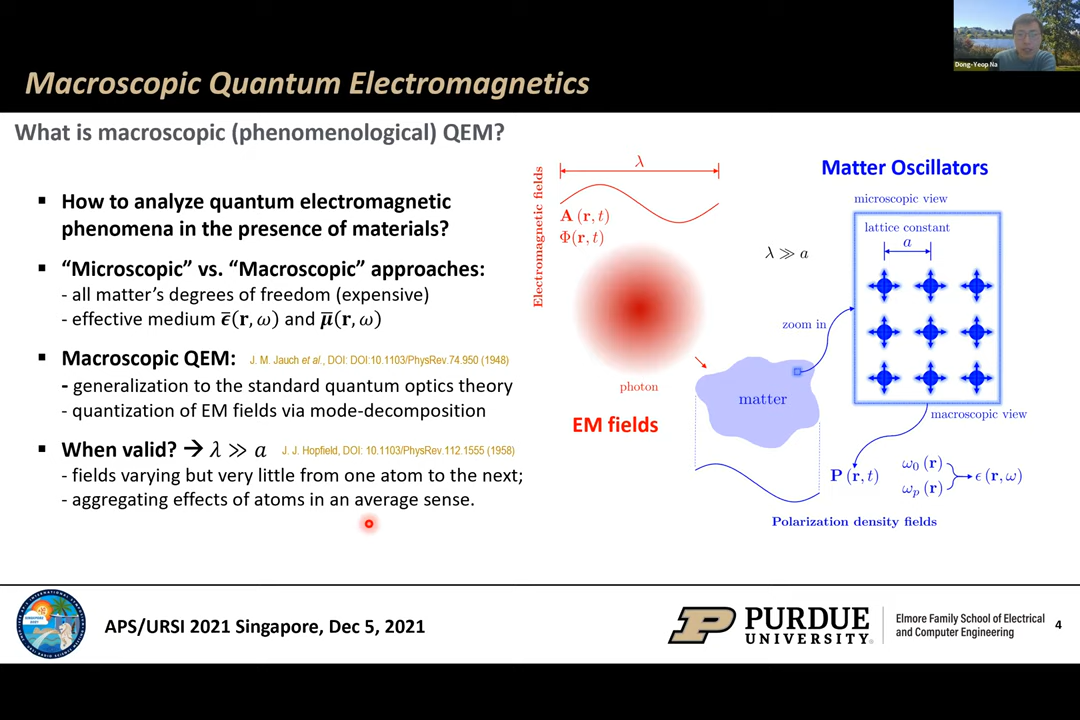 Dong-Yeop Na
Macroscopic Quantum Electromagnetics
What is macroscopic (phenomenological) QEM?
▪ How to analyze quantum electromagnetic
phenomena in the presence of materials?
▪ “Microscopic” vs. “Macroscopic” approaches:
- all matter’s degrees of freedom (expensive)
- effective medium ε̅(r, ω) and μ̅(r, ω)
▪ Macroscopic QEM: J. M. Jauch et al., DOI: DOI:10.1103/PhysRev.74.950 (1948)
- generalization to the standard quantum optics theory
- quantization of EM fields via mode-decomposition
▪ When valid? → λ ≫ a J. J. Hopfield, DOI: 10.1103/PhysRev.112.1555 (1958)
- fields varying but very little from one atom to the next;
- aggregating effects of atoms in an average sense.
Electromagnetic fields
λ
A (r, t)
Φ(r, t)
photon
EM fields
λ ≫ a
Matter Oscillators
microscopic view
lattice constant
a
zoom in
matter
macroscopic view
P (r, t)
ω₀ (r)
ωₚ (r)
ϵ (r, ω)
Polarization density fields
APS/URSI 2021 Singapore, Dec 5, 2021
PURDUE
UNIVERSITY®
Elmore Family School of Electrical
and Computer Engineering
4